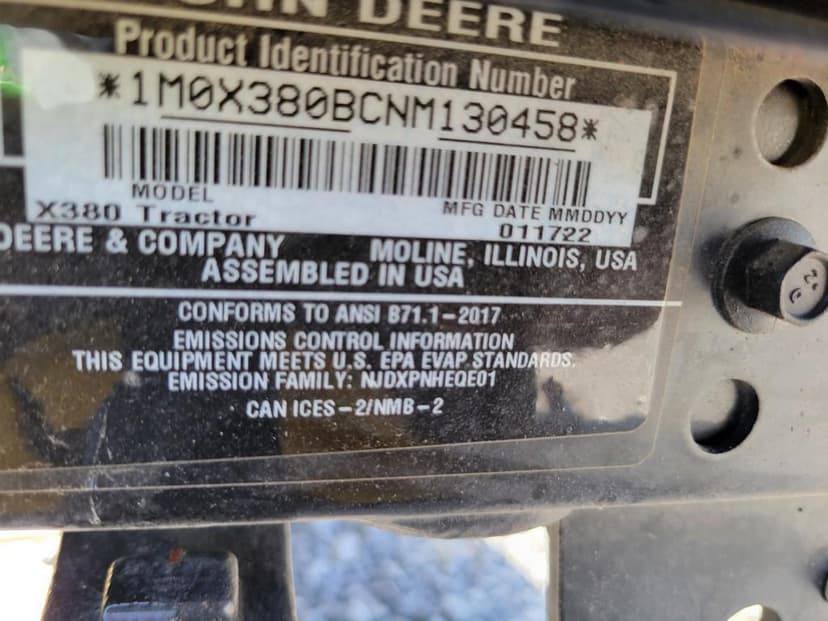 JOHN DEERE
Product Identification Number
*1M0X380BCNM130458*
MODEL
X380 Tractor
MFG DATE MMDDYY
011722
DEERE & COMPANY MOLINE, ILLINOIS, USA
ASSEMBLED IN USA
CONFORMS TO ANSI B71.1-2017
EMISSIONS CONTROL INFORMATION
THIS EQUIPMENT MEETS U.S. EPA EVAP STANDARDS.
EMISSION FAMILY: NJDXPNHEQE01
CAN ICES-2/NMB-2